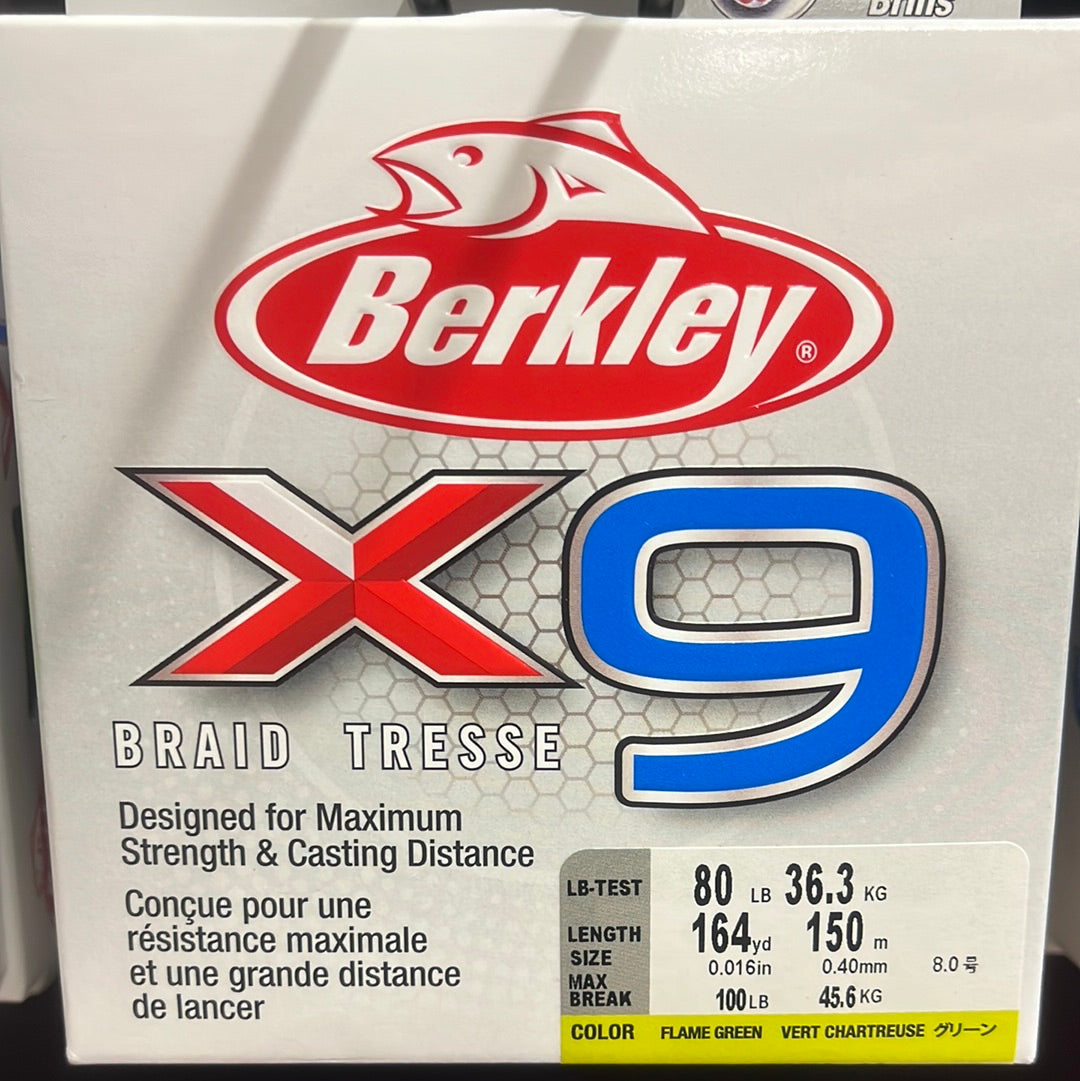 Brills
Berkley®
X9
BRAID TRESSE
Designed for Maximum
Strength & Casting Distance
Conçue pour une
résistance maximale
et une grande distance
de lancer
LB-TEST 80 LB 36.3 KG
LENGTH 164yd 150 m
SIZE 0.016in 0.40mm 8.0号
MAX BREAK 100LB 45.6KG
COLOR FLAME GREEN VERT CHARTREUSE グリーン